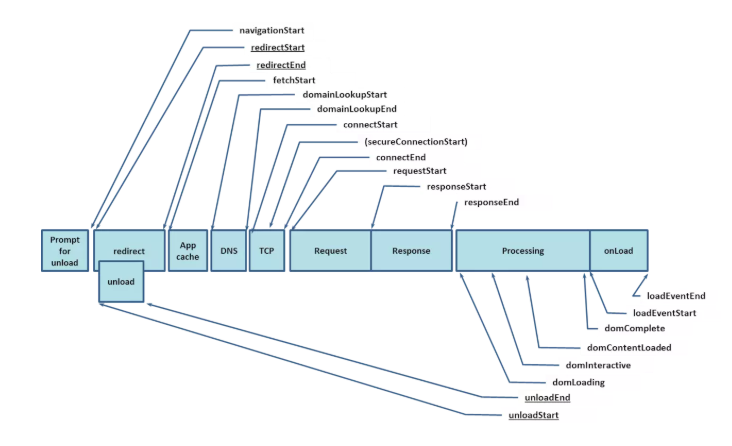 navigationStart
redirectStart
redirectEnd
fetchStart
domainLookupStart
domainLookupEnd
connectStart
(secureConnectionStart)
connectEnd
requestStart
responseStart
responseEnd
Prompt
for
unload
redirect
unload
App
cache
DNS
TCP
Request
Response
Processing
onLoad
loadEventEnd
loadEventStart
domComplete
domContentLoaded
domInteractive
domLoading
unloadEnd
unloadStart